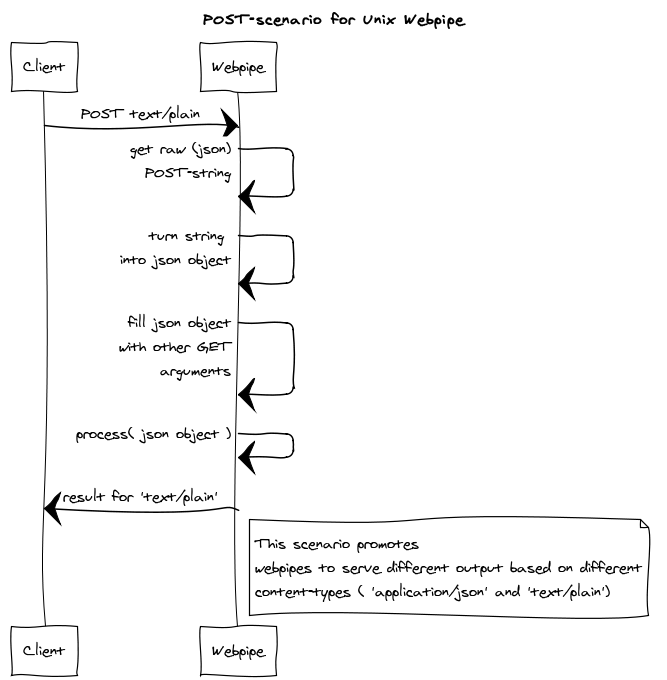 POST-scenario for Unix Webpipe
Client
Webpipe
POST text/plain
get raw (json)
POST-string
turn string
into json object
fill json object
with other GET
arguments
process( json object )
result for 'text/plain'
This scenario promotes
webpipes to serve different output based on different
content-types ( 'application/json' and 'text/plain')
Client
Webpipe